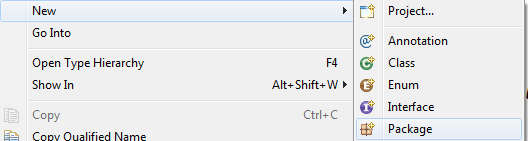 New
Go Into
Open Type Hierarchy F4
Show In Alt+Shift+W
Copy Ctrl+C
Copy Qualified Name
Project...
Annotation
Class
Enum
Interface
Package